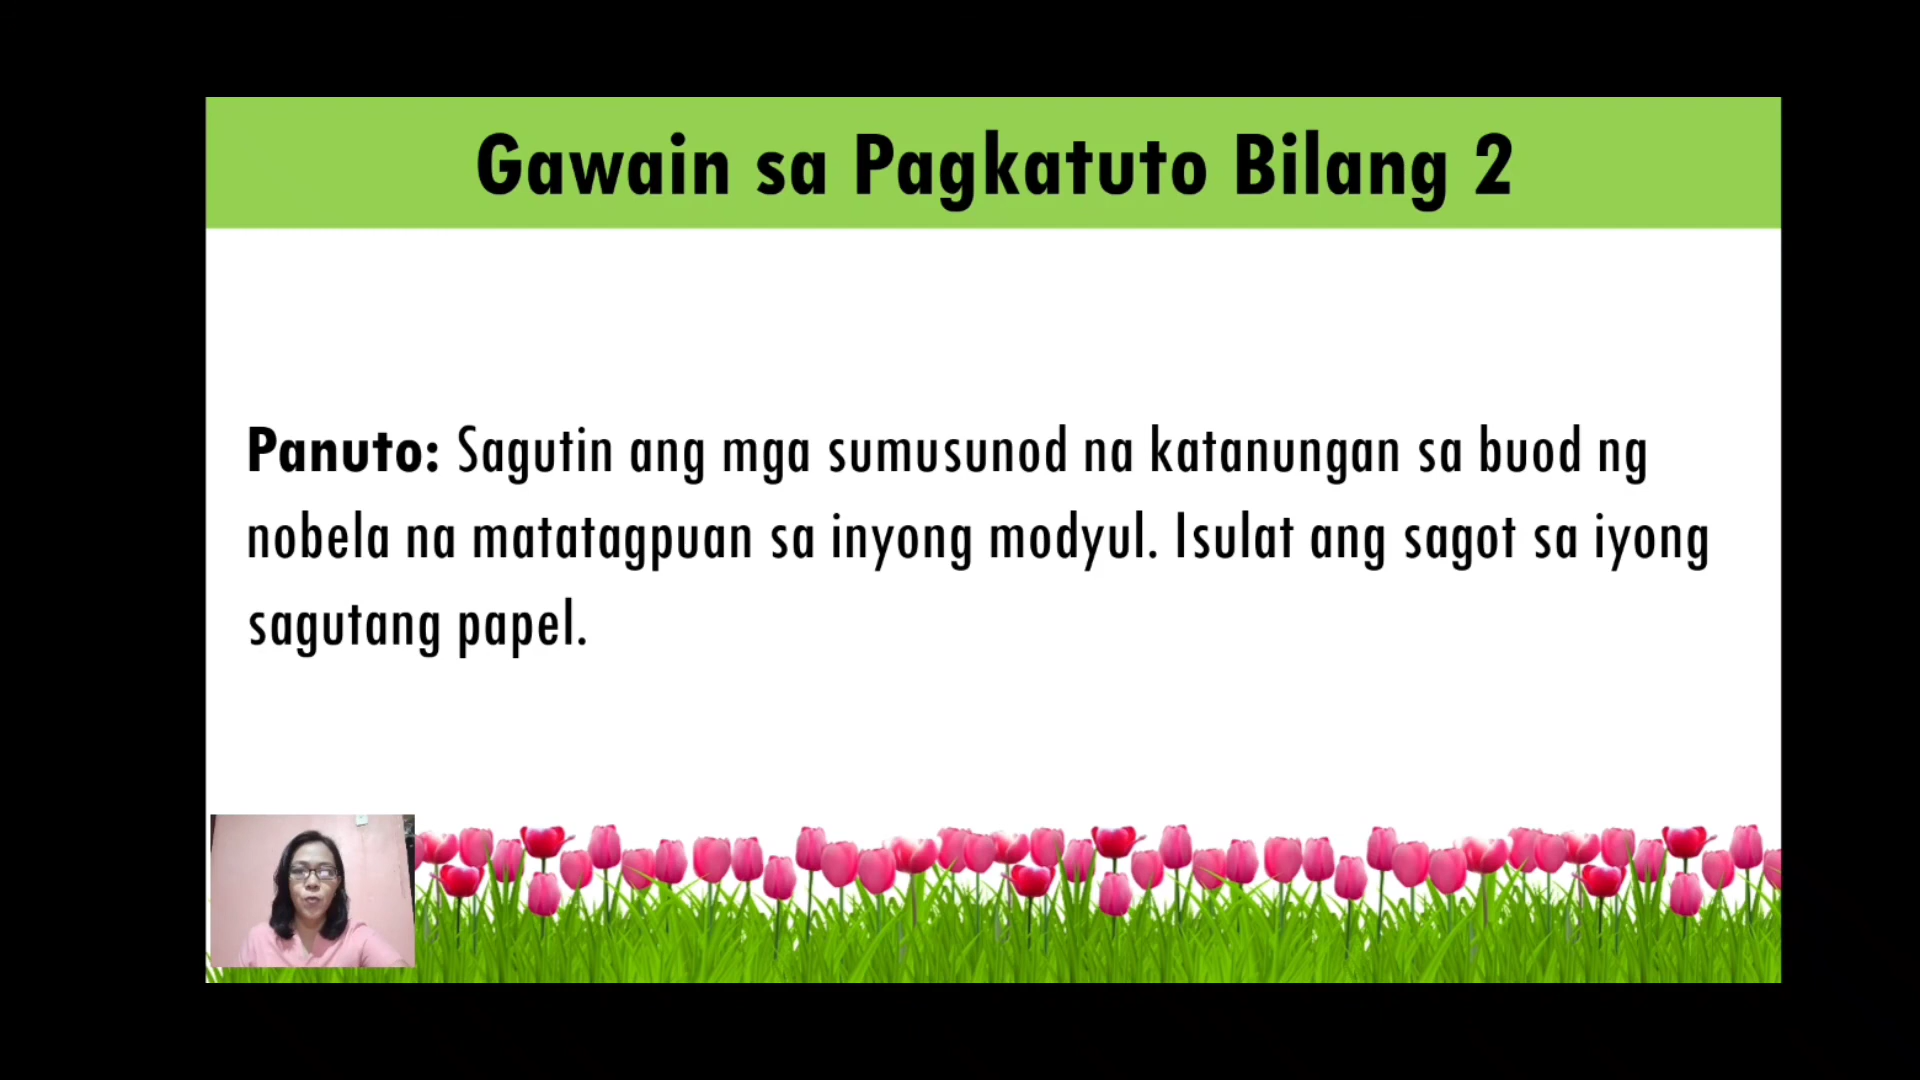 Gawain sa Pagkatuto Bilang 2
Panuto: Sagutin ang mga sumusunod na katanungan sa buod ng
nobela na matatagpuan sa inyong modyul. Isulat ang sagot sa iyong
sagutang papel.